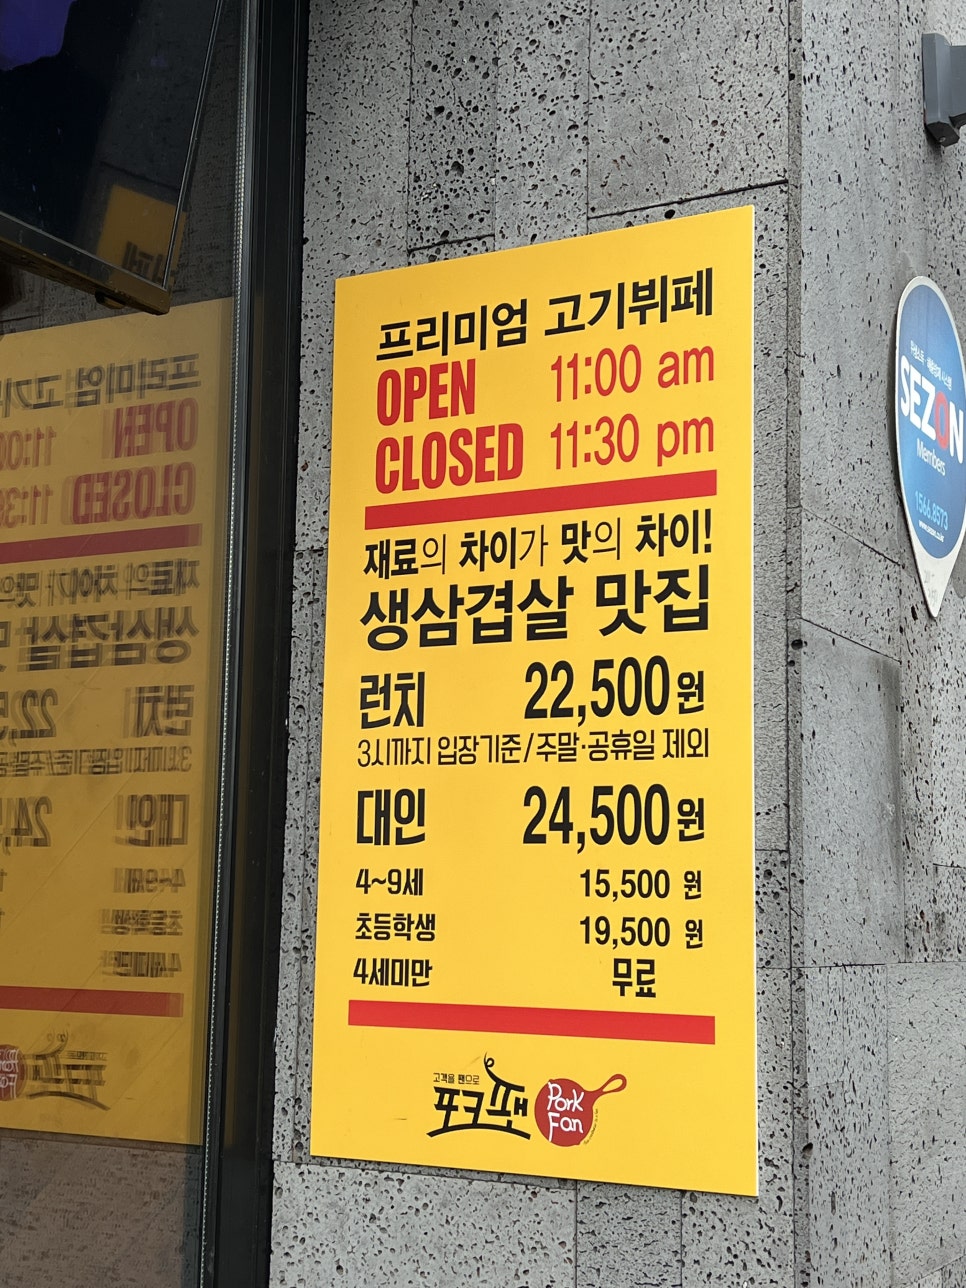 프리미엄 고기뷔페
OPEN 11:00 am
CLOSED 11:30 pm
재료의 차이가 맛의 차이!
생삼겹살 맛집
런치 22,500원
3시까지 입장기준/주말·공휴일 제외
대인 24,500원
4~9세 15,500 원
초등학생 19,500 원
4세미만 무료
고객을 팬으로
포크팬
Pork
Fan
SEZON
Members
1566.8573